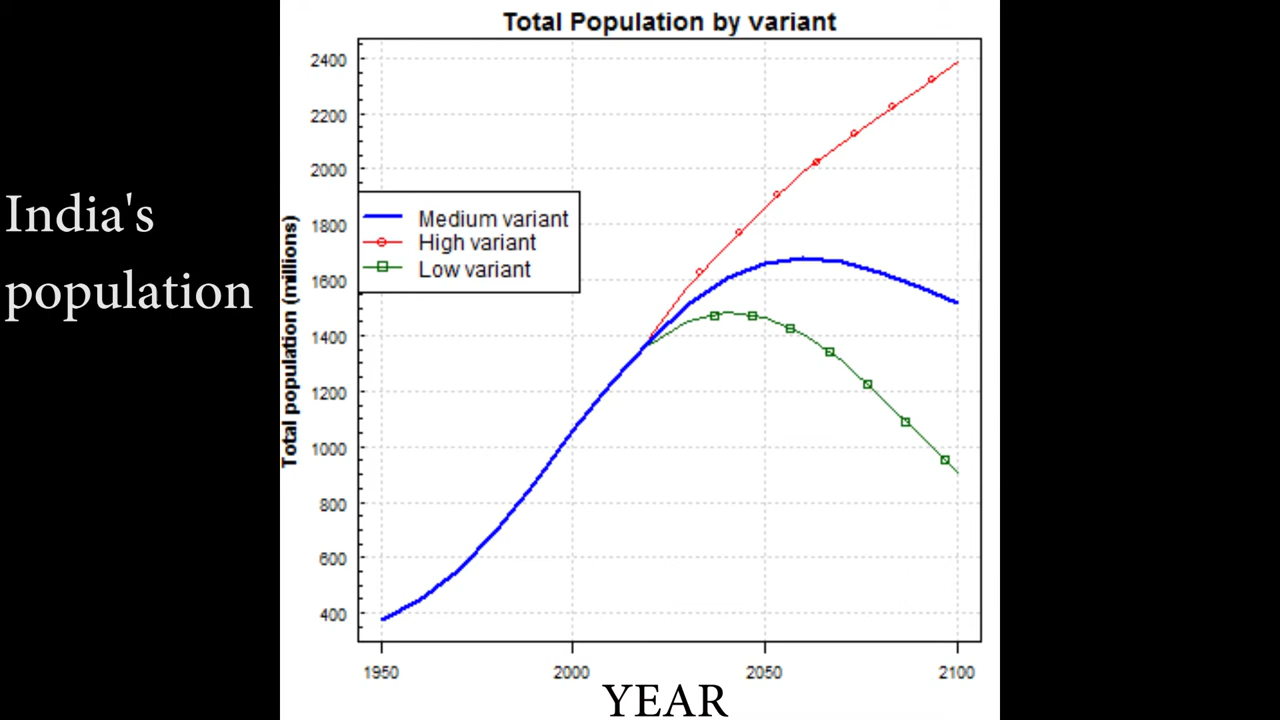 Total Population by variant
India's
population
Total population (millions)
2400
2200
2000
1800
1600
1400
1200
1000
800
600
400
Medium variant
High variant
Low variant
1950 2000 2050 2100
YEAR